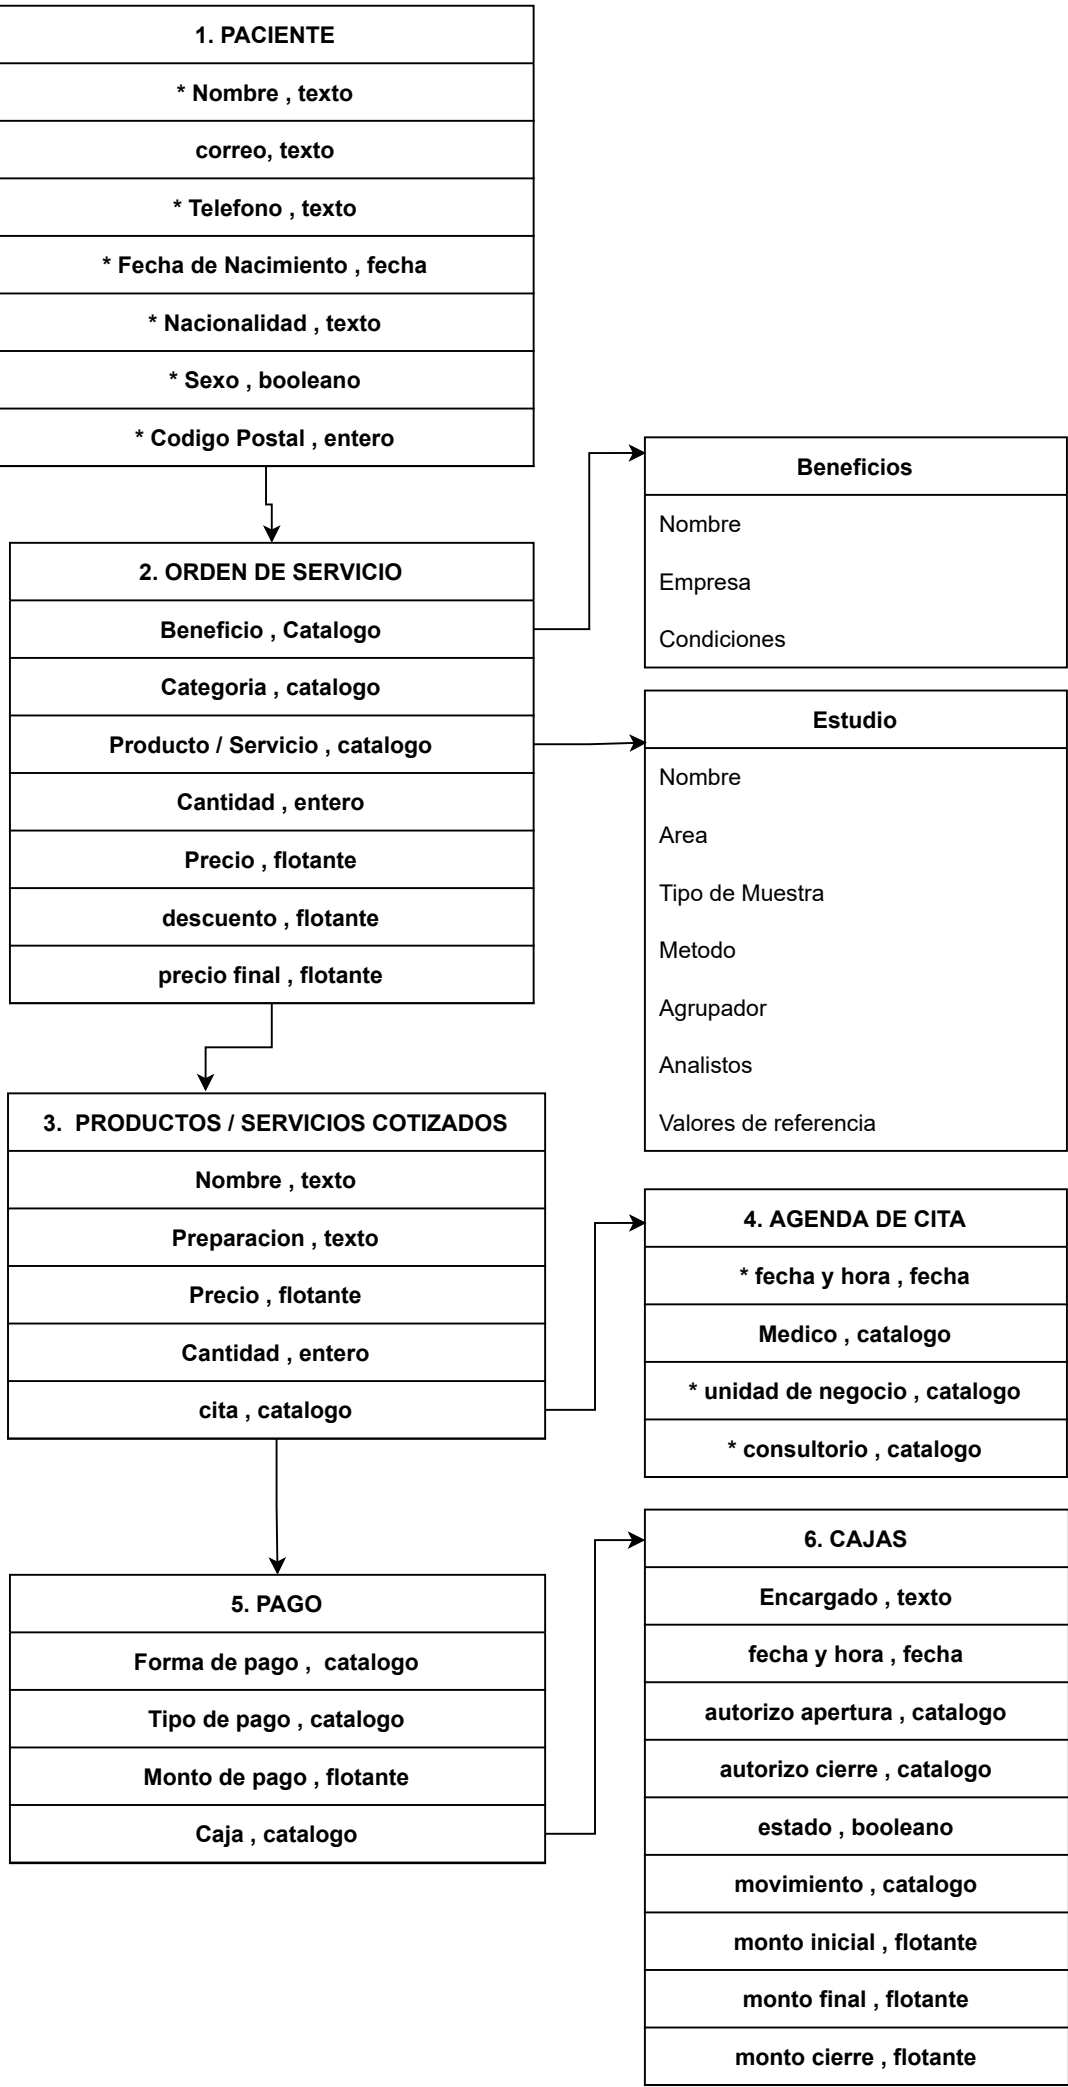 1. PACIENTE
* Nombre , texto
correo, texto
* Telefono , texto
* Fecha de Nacimiento , fecha
* Nacionalidad , texto
* Sexo , booleano
* Codigo Postal , entero
2. ORDEN DE SERVICIO
Beneficio , Catalogo
Categoria , catalogo
Producto / Servicio , catalogo
Cantidad , entero
Precio , flotante
descuento , flotante
precio final , flotante
Beneficios
Nombre
Empresa
Condiciones
Estudio
Nombre
Area
Tipo de Muestra
Metodo
Agrupador
Analistos
Valores de referencia
3. PRODUCTOS / SERVICIOS COTIZADOS
Nombre , texto
Preparacion , texto
Precio , flotante
Cantidad , entero
cita , catalogo
4. AGENDA DE CITA
* fecha y hora , fecha
Medico , catalogo
* unidad de negocio , catalogo
* consultorio , catalogo
5. PAGO
Forma de pago , catalogo
Tipo de pago , catalogo
Monto de pago , flotante
Caja , catalogo
6. CAJAS
Encargado , texto
fecha y hora , fecha
autorizo apertura , catalogo
autorizo cierre , catalogo
estado , booleano
movimiento , catalogo
monto inicial , flotante
monto final , flotante
monto cierre , flotante